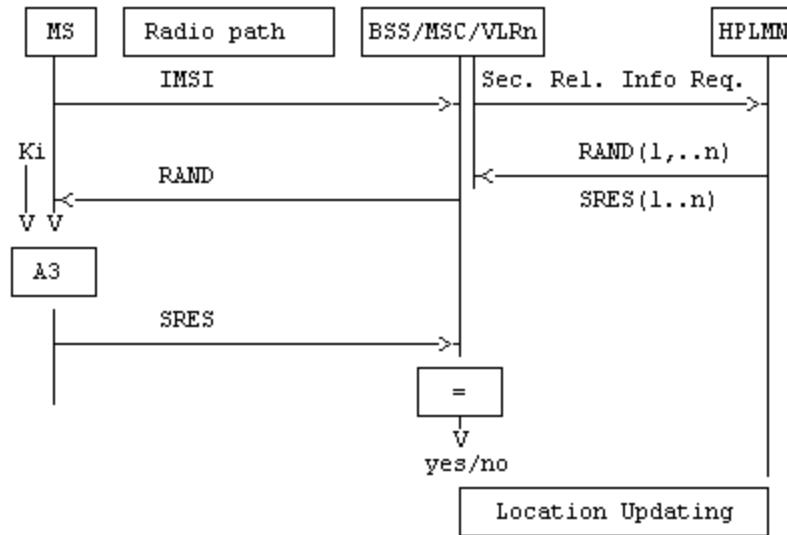 MS
Radio path
BSS/MSC/VLRn
HPLMN
IMSI
Sec. Rel. Info Req.
Ki
RAND
RAND(1,..n)
SRES(1..n)
V V
A3
SRES
=
V
yes/no
Location Updating